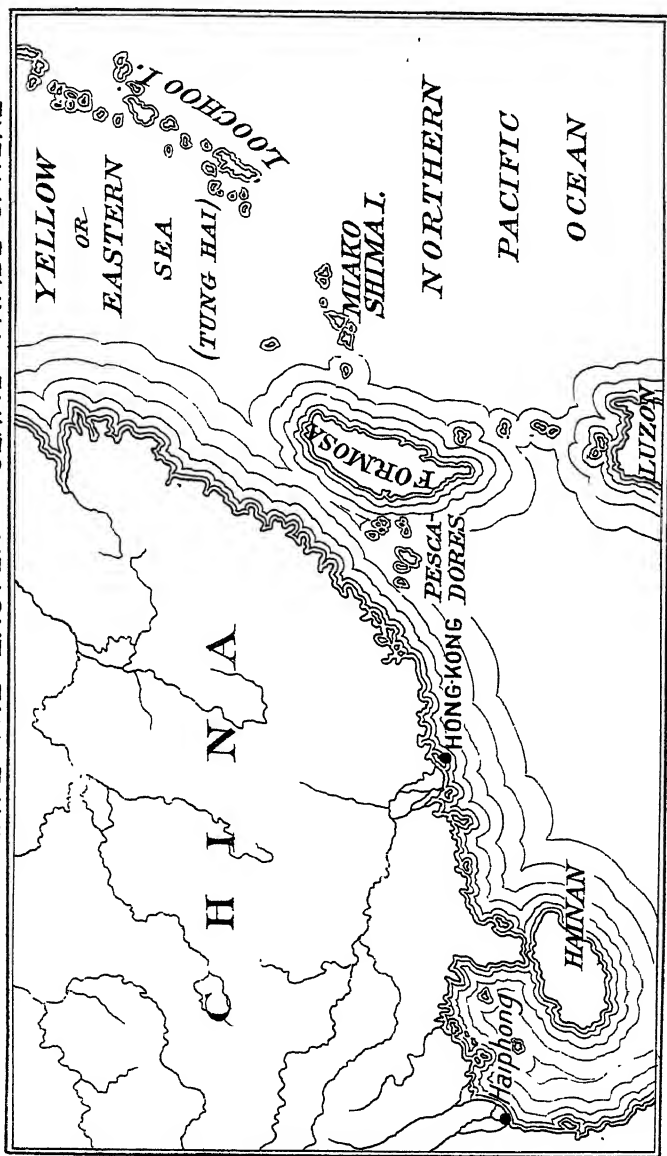 YELLOW
OR
EASTERN
SEA
(TUNG HAI)
LOOCHOO I.
CHINA
FORMOSA
MIAKO
SHIMA I.
NORTHERN
PACIFIC
OCEAN
PESCA-
DORES.
HONG-KONG
Haiphong
HAINAN
LUZON